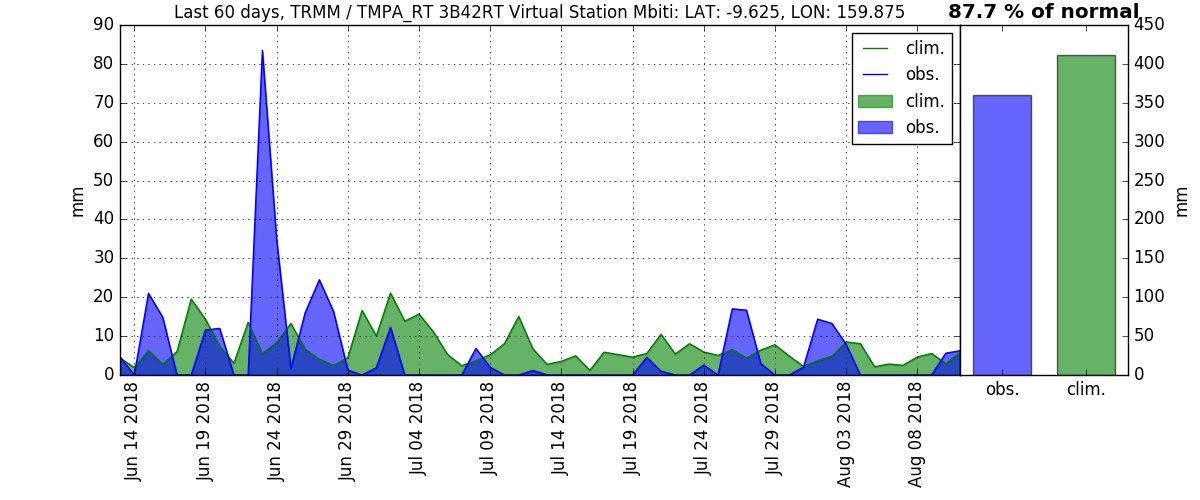 Last 60 days, TRMM / TMPA_RT 3B42RT Virtual Station Mbiti: LAT: -9.625, LON: 159.875
87.7 % of normal
90
80
70
60
50
40
30
20
10
0
mm
clim.
obs.
clim.
obs.
Jun 14 2018
Jun 19 2018
Jun 24 2018
Jun 29 2018
Jul 04 2018
Jul 09 2018
Jul 14 2018
Jul 19 2018
Jul 24 2018
Jul 29 2018
Aug 03 2018
Aug 08 2018
450
400
350
300
250
200
150
100
50
0
mm
obs.
clim.